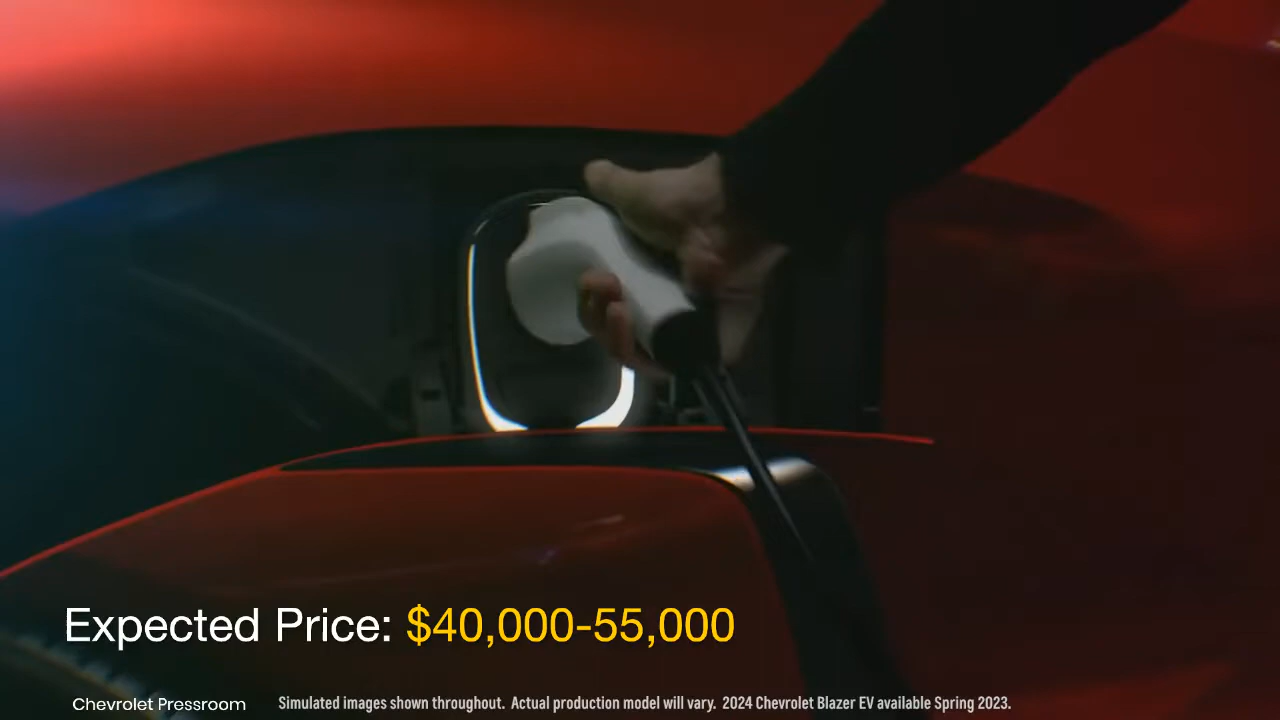 Expected Price: $40,000-55,000
Chevrolet Pressroom
Simulated images shown throughout. Actual production model will vary. 2024 Chevrolet Blazer EV available Spring 2023.